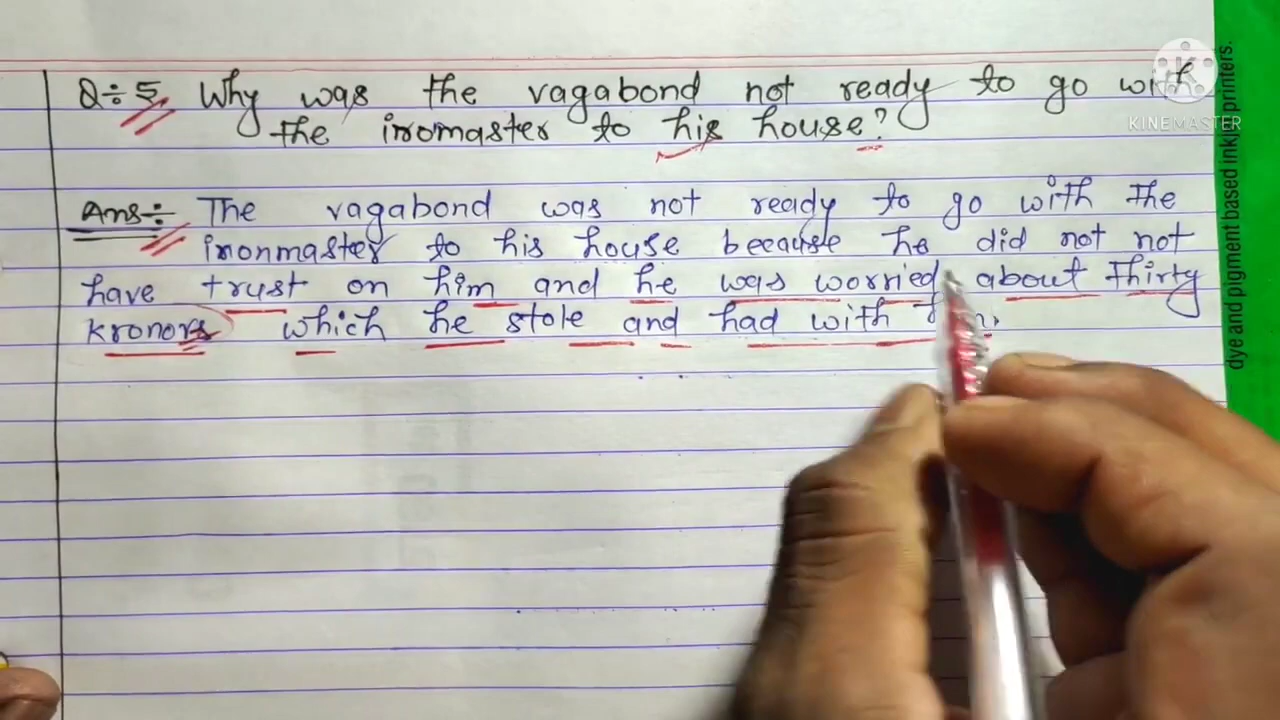 Q÷5 Why was the vagabond not ready to go with
the iromaster to his house?
Ans÷ The vagabond was not ready to go with the
ironmaster to his house because he did not not
have trust on him and he was worried about thirty
kronors which he stole and had with
KINEMASTER
dye and pigment based ink printers.